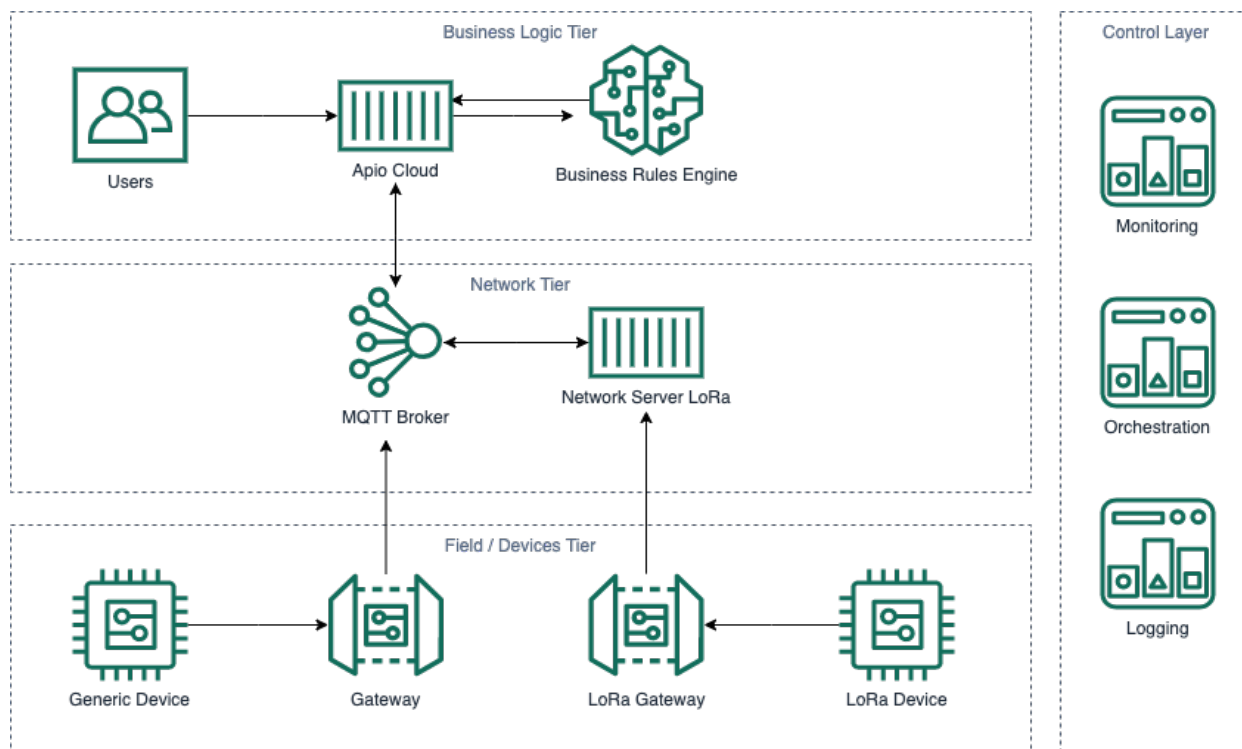 Business Logic Tier
Control Layer
Users
Apio Cloud
Business Rules Engine
Monitoring
Network Tier
MQTT Broker
Network Server LoRa
Orchestration
Field / Devices Tier
Generic Device
Gateway
LoRa Gateway
LoRa Device
Logging